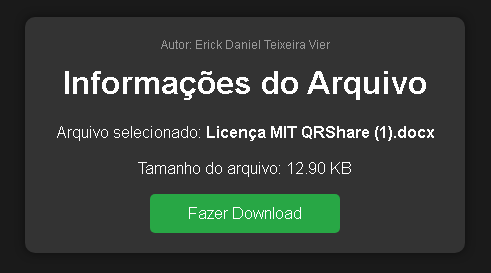 Autor: Erick Daniel Teixeira Vier
Informações do Arquivo
Arquivo selecionado: Licença MIT QRShare (1).docx
Tamanho do arquivo: 12.90 KB
Fazer Download